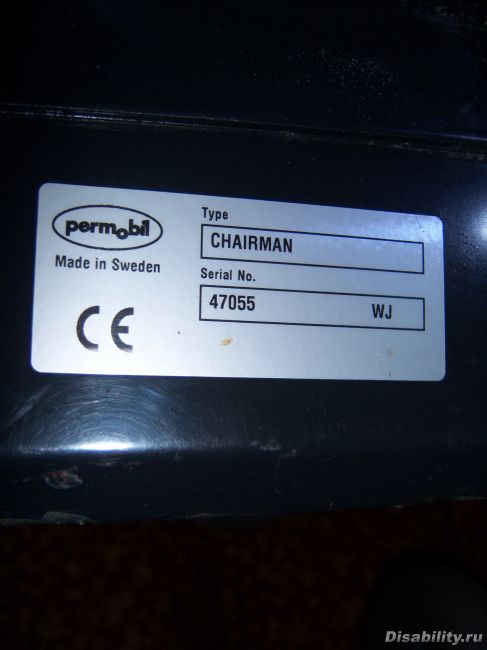 permobil
Made in Sweden
CE
Type
CHAIRMAN
Serial No.
47055 WJ
Disability.ru